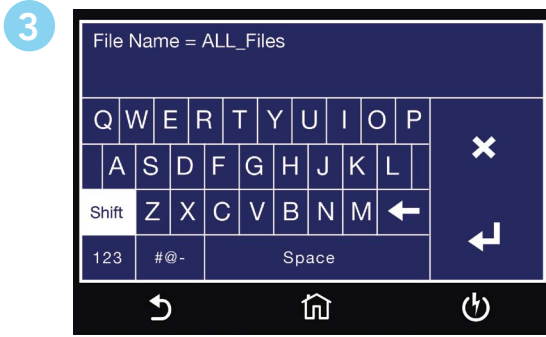 3
File Name = ALL_Files
Q W E R T Y U I O P
A S D F G H J K L
Shift Z X C V B N M
123 #@- Space